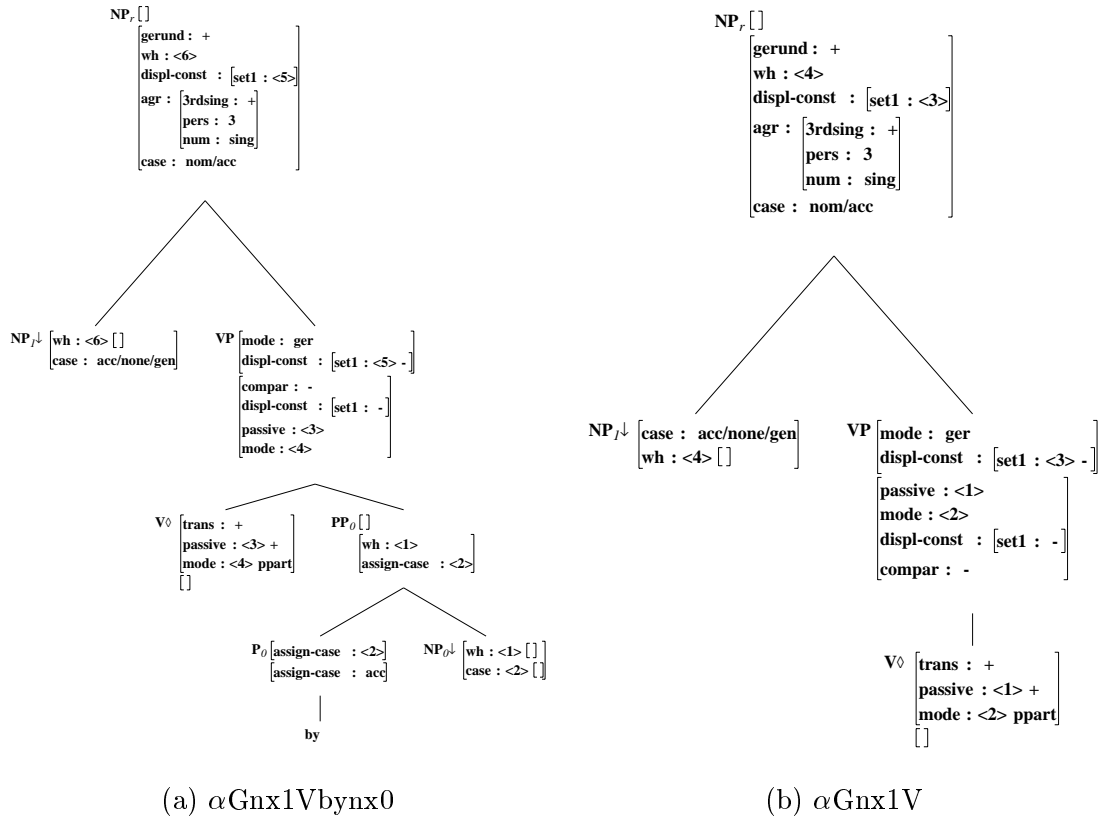 NPr []
gerund : +
wh : <6>
displ-const : [set1 : <5>]
agr : [3rdsing : +
pers : 3
num : sing]
case : nom/acc
NP1↓ [wh : <6> []
case : acc/none/gen]
VP [mode : ger
displ-const : [set1 : <5> -]]
[compar : -
displ-const : [set1 : -]
passive : <3>
mode : <4>]
V◊ [trans : +
passive : <3> +
mode : <4> ppart]
[]
PP0 []
[wh : <1>
assign-case : <2>]
P0 [assign-case : <2>]
[assign-case : acc]
NP0↓ [wh : <1> []
case : <2> []]
by
(a) αGnx1Vbynx0
NPr []
gerund : +
wh : <4>
displ-const : [set1 : <3>]
agr : [3rdsing : +
pers : 3
num : sing]
case : nom/acc
NP1↓ [case : acc/none/gen]
wh : <4> []
VP [mode : ger
displ-const : [set1 : <3> -]]
[passive : <1>
mode : <2>
displ-const : [set1 : -]
compar : -]
V◊ [trans : +
passive : <1> +
mode : <2> ppart]
[]
(b) αGnx1V